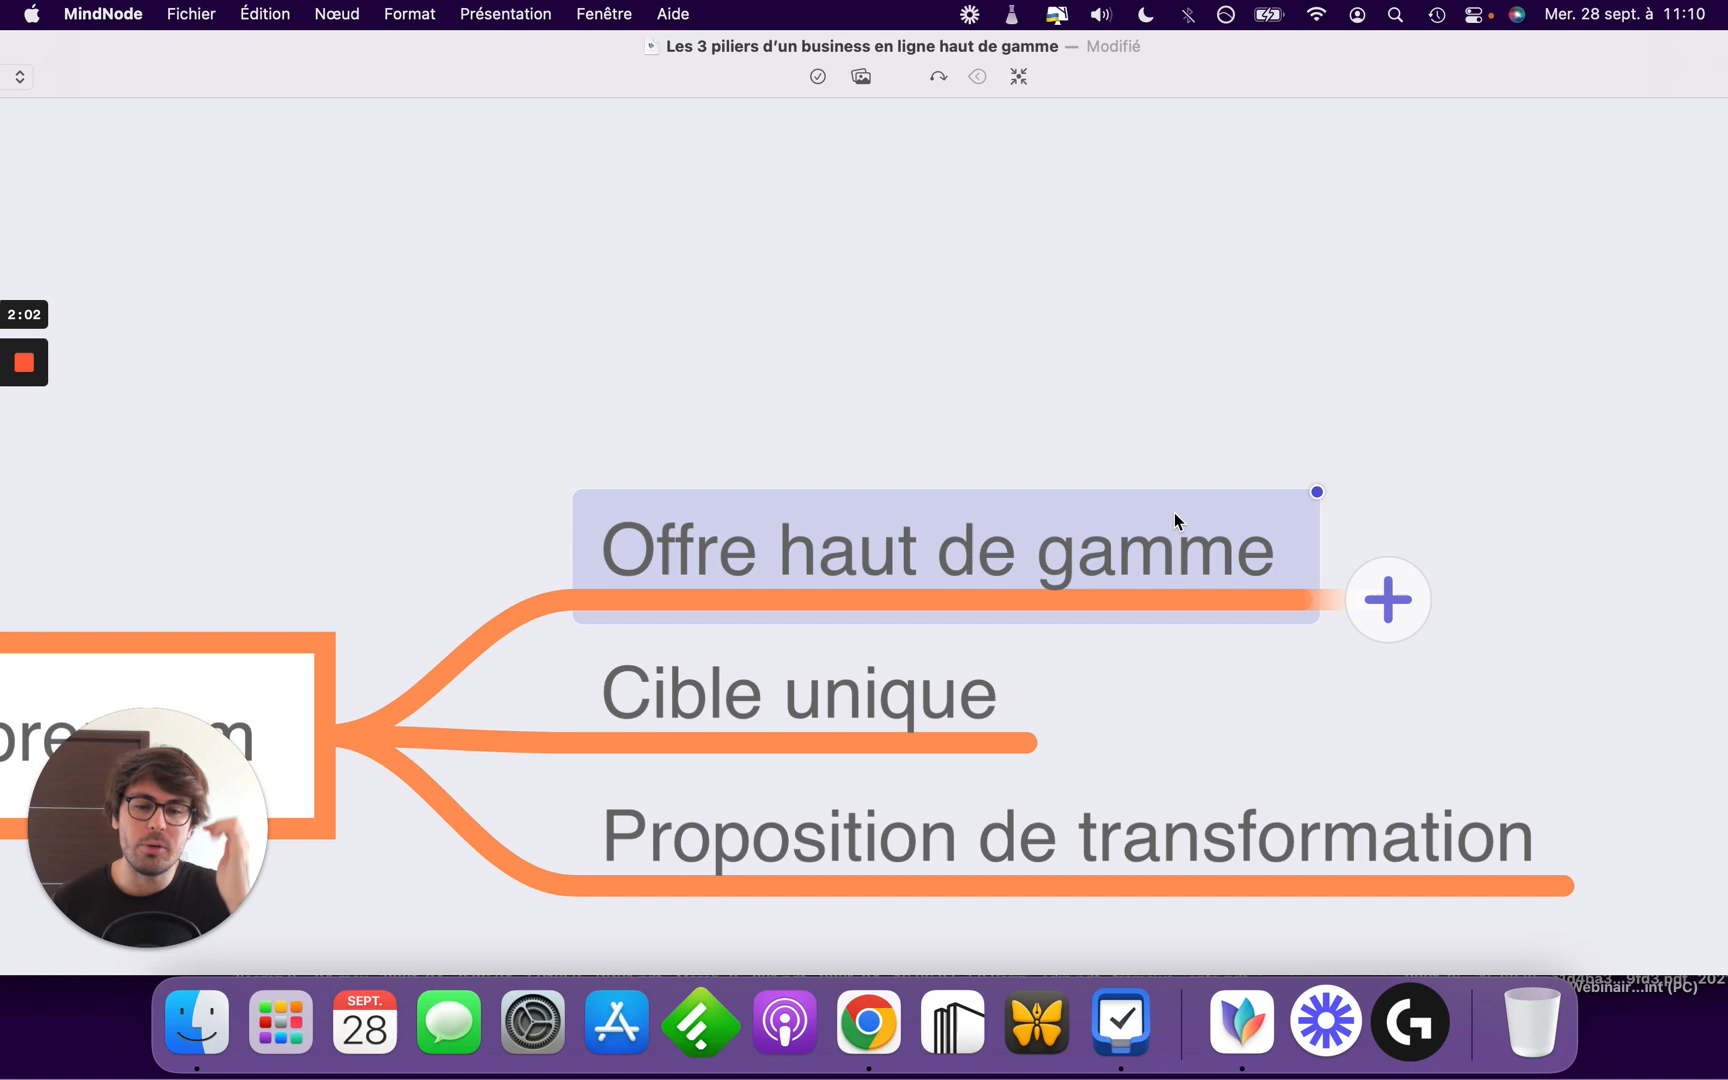 MindNode Fichier Édition Nœud Format Présentation Fenêtre Aide Mer. 28 sept. à 11:10
Les 3 piliers d'un business en ligne haut de gamme — Modifié
2:02
Offre haut de gamme
Cible unique
Proposition de transformation
SEPT.
28